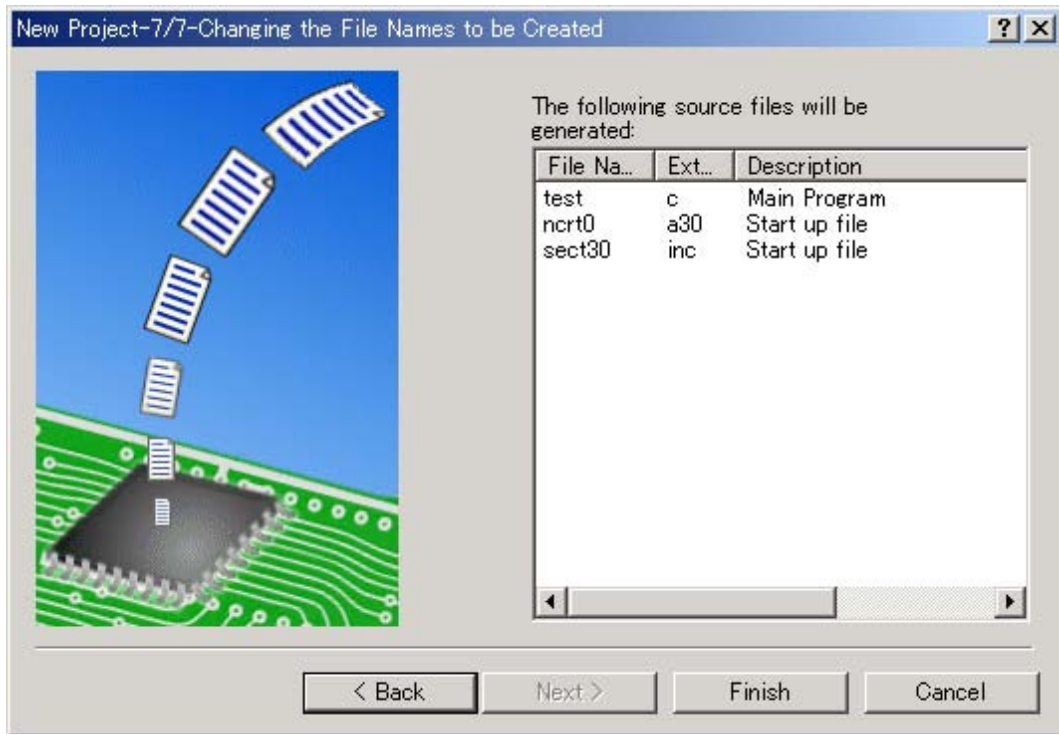 New Project-7/7-Changing the File Names to be Created
The following source files will be
generated:
File Na... Ext... Description
test c Main Program
ncrt0 a30 Start up file
sect30 inc Start up file
< Back Next > Finish Cancel